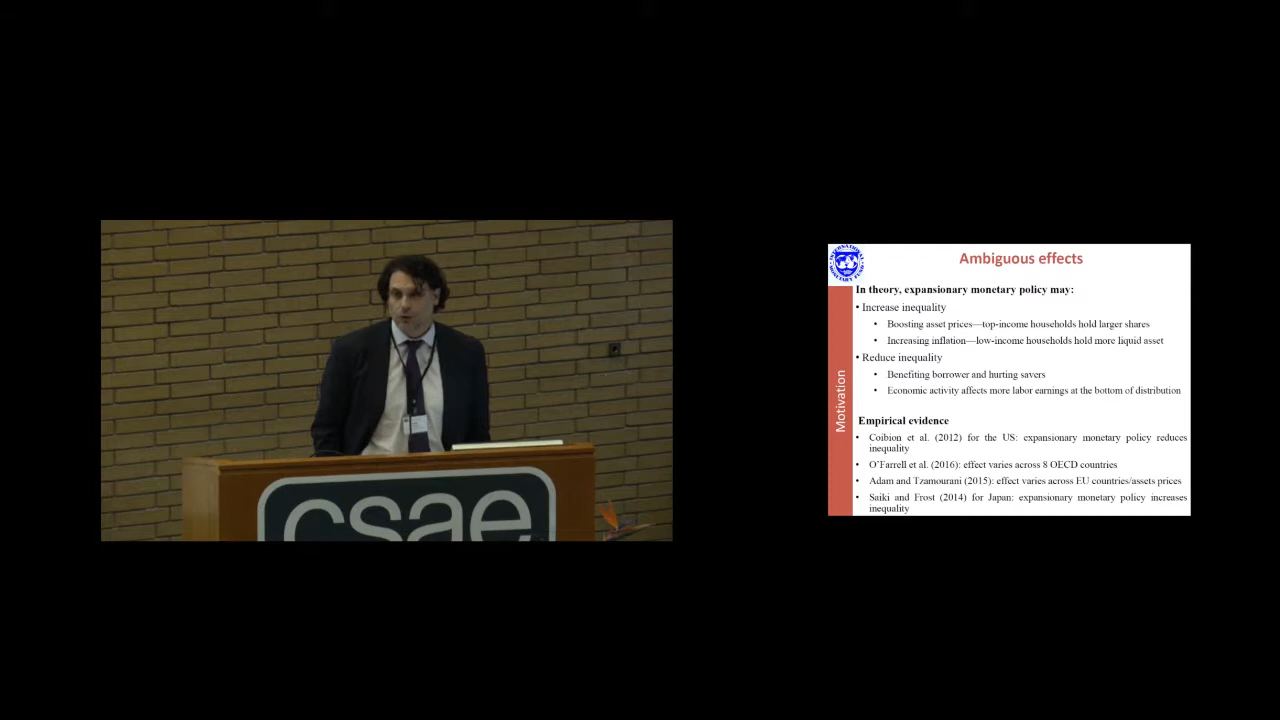 csae
INTERNATIONAL MONETARY FUND
Ambiguous effects
Motivation
In theory, expansionary monetary policy may:
• Increase inequality
• Boosting asset prices—top-income households hold larger shares
• Increasing inflation—low-income households hold more liquid asset
• Reduce inequality
• Benefiting borrower and hurting savers
• Economic activity affects more labor earnings at the bottom of distribution
Empirical evidence
• Coibion et al. (2012) for the US: expansionary monetary policy reduces
inequality
• O'Farrell et al. (2016): effect varies across 8 OECD countries
• Adam and Tzamourani (2015): effect varies across EU countries/assets prices
• Saiki and Frost (2014) for Japan: expansionary monetary policy increases
inequality